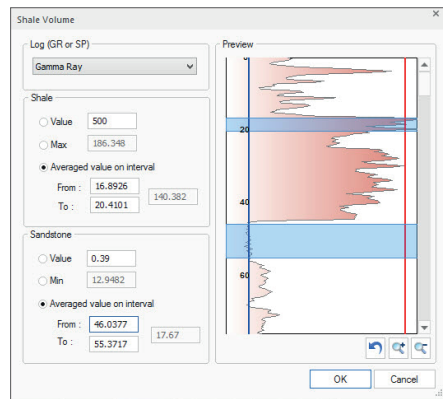 Shale Volume
Log (GR or SP)
Gamma Ray
Shale
Value 500
Max 186.348
Averaged value on interval
From : 16.8926
To : 20.4101
140.382
Sandstone
Value 0.39
Min 12.9482
Averaged value on interval
From : 46.0377
To : 55.3717
17.67
Preview
0
20
40
60
OK Cancel